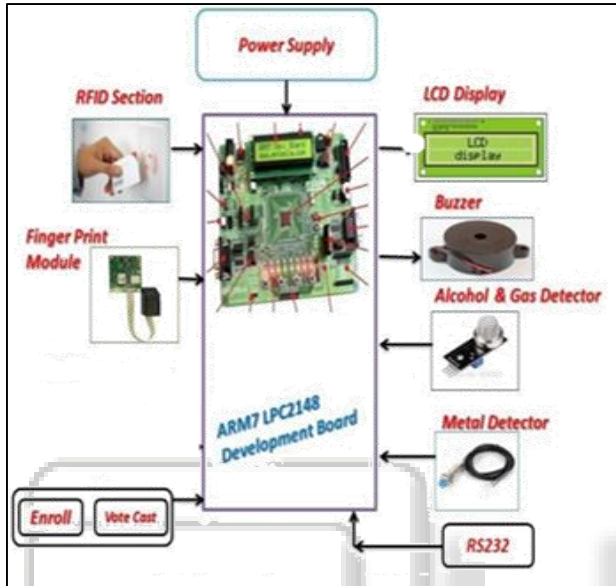 Power Supply
RFID Section
LCD Display
LCD
display
Finger Print
Module
Buzzer
Alcohol & Gas Detector
ARM7 LPC2148
Development Board
Metal Detector
Enroll
Vote Cast
RS232